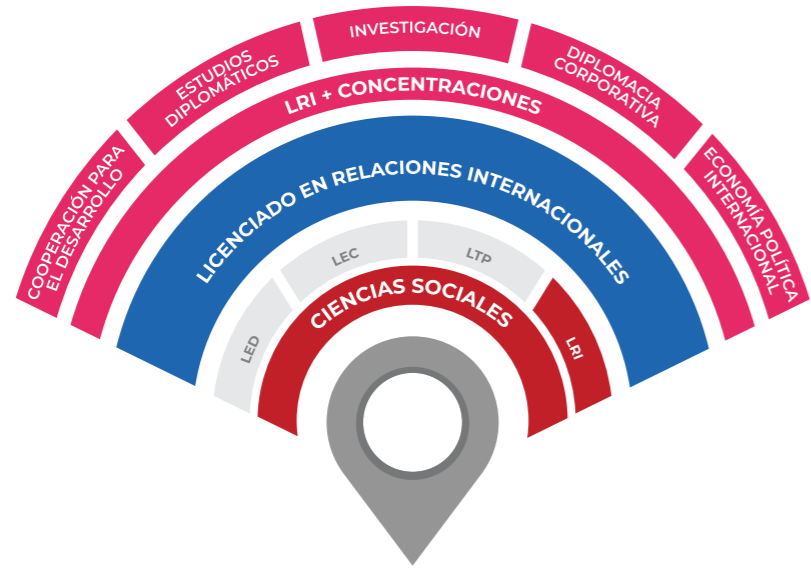 COOPERACIÓN PARA
EL DESARROLLO
ESTUDIOS
DIPLOMÁTICOS
INVESTIGACIÓN
DIPLOMACIA
CORPORATIVA
ECONOMÍA POLÍTICA
INTERNACIONAL
LRI + CONCENTRACIONES
LICENCIADO EN RELACIONES INTERNACIONALES
LED
LEC
LTP
LRI
CIENCIAS SOCIALES